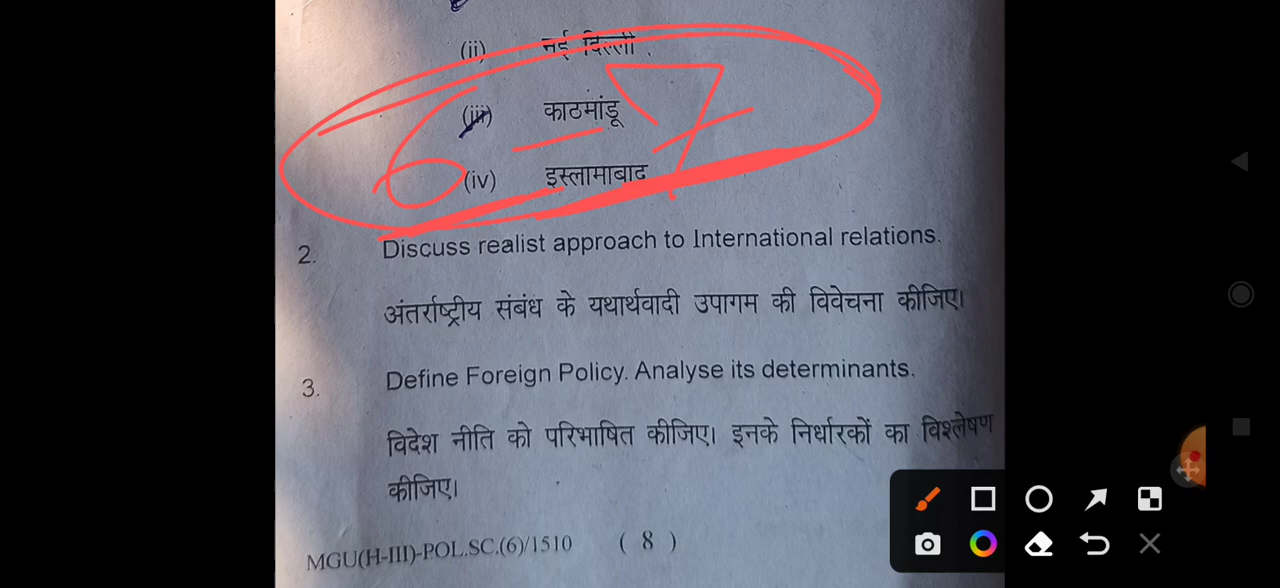 (ii) नई दिल्ली .
(iii) काठमांडू
(iv) इस्लामाबाद
67
2. Discuss realist approach to International relations.
अंतर्राष्ट्रीय संबंध के यथार्थवादी उपागम की विवेचना कीजिए।
3. Define Foreign Policy. Analyse its determinants.
विदेश नीति को परिभाषित कीजिए। इनके निर्धारकों का विश्लेषण
कीजिए।
MGU(H-III)-POL.SC.(6)/1510 ( 8 )